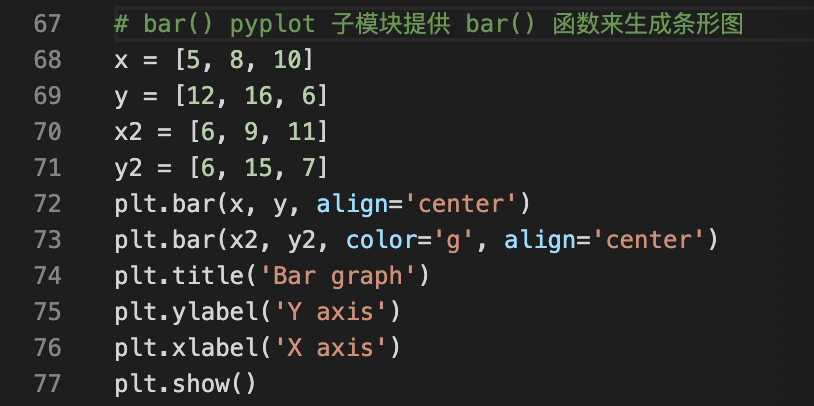 67 # bar() pyplot 子模块提供 bar() 函数来生成条形图
68 x = [5, 8, 10]
69 y = [12, 16, 6]
70 x2 = [6, 9, 11]
71 y2 = [6, 15, 7]
72 plt.bar(x, y, align='center')
73 plt.bar(x2, y2, color='g', align='center')
74 plt.title('Bar graph')
75 plt.ylabel('Y axis')
76 plt.xlabel('X axis')
77 plt.show()